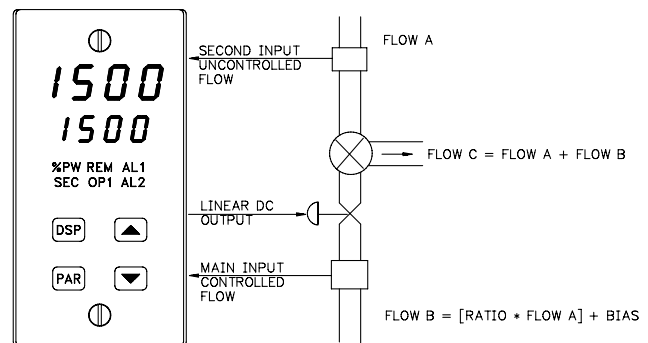 1500
1500
%PW REM AL1
SEC OP1 AL2
DSP
PAR
SECOND INPUT
UNCONTROLLED
FLOW
FLOW A
FLOW C = FLOW A + FLOW B
LINEAR DC
OUTPUT
MAIN INPUT
CONTROLLED
FLOW
FLOW B = [RATIO * FLOW A] + BIAS